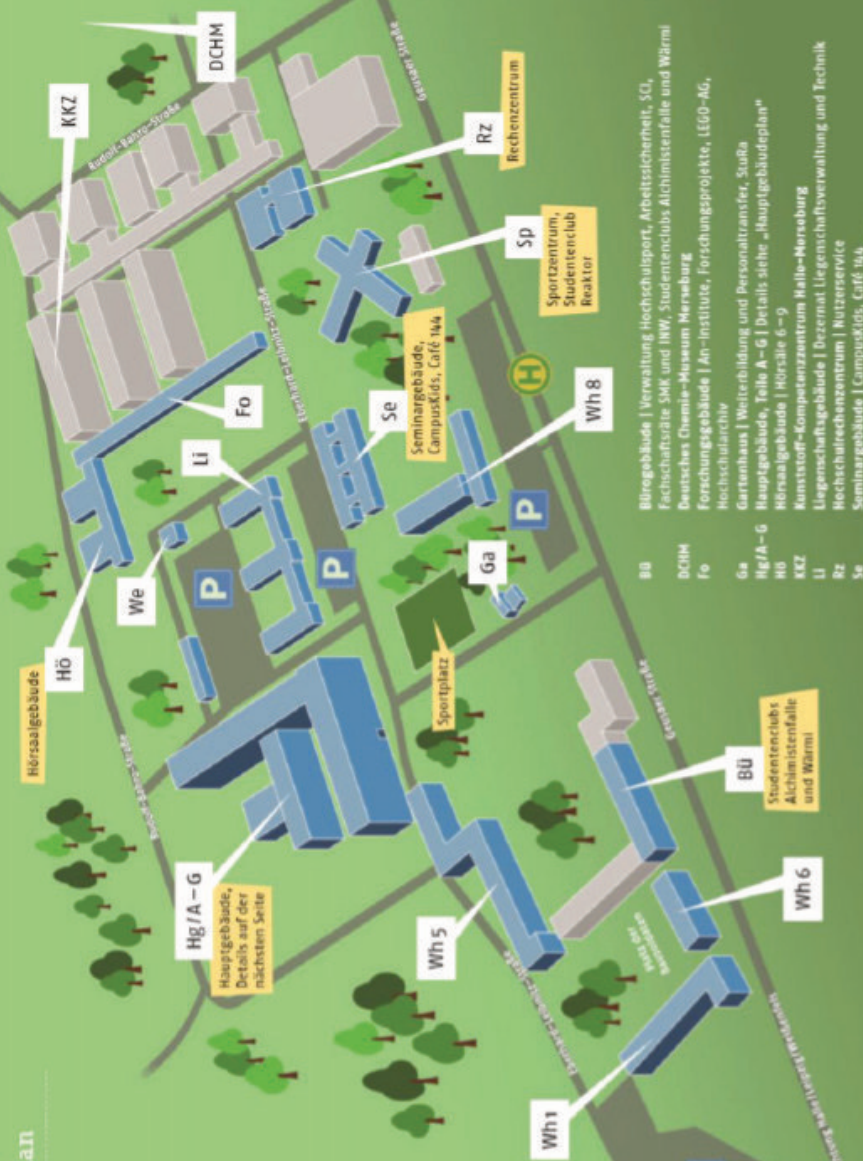 an
DCHM
KKZ
Rudolf-Bahro-Straße
Geusaer Straße
Rz
Rechenzentrum
Sp
Sportzentrum,
Studentenclub
Reaktor
Eberhard-Leibnitz-Straße
Fo
Li
Se
Seminargebäude,
CampusKids, Café 144
Wh 8
H
We
P
P
P
Ga
Sportplatz
Hörsaalgebäude
Hö
Hg/A–G
Hauptgebäude,
Details auf der
nächsten Seite
Wh 5
Eberhard-Leibnitz-Straße
Geusaer Straße
Bü
Studentenclubs
Alchimistenfalle
und Wärmi
Wh 6
Platz der
Wh 1
BÜ Bürogebäude | Verwaltung Hochschulsport, Arbeitssicherheit, SCI,
Fachschaftsräte SMK und INW, Studentenclubs Alchimistenfalle und Wärmi
DCHM Deutsches Chemie-Museum Merseburg
Fo Forschungsgebäude | An-Institute, Forschungsprojekte, LEGO-AG,
Hochschularchiv
Ga Gartenhaus | Weiterbildung und Personaltransfer, StuRa
Hg/A–G Hauptgebäude, Teile A–G | Details siehe „Hauptgebäudeplan"
Hö Hörsaalgebäude | Hörsäle 6–9
KKZ Kunststoff-Kompetenzzentrum Halle-Merseburg
Li Liegenschaftsgebäude | Dezernat Liegenschaftsverwaltung und Technik
Rz Hochschulrechenzentrum | Nutzerservice
Se Seminargebäude | CampusKids, Café 144